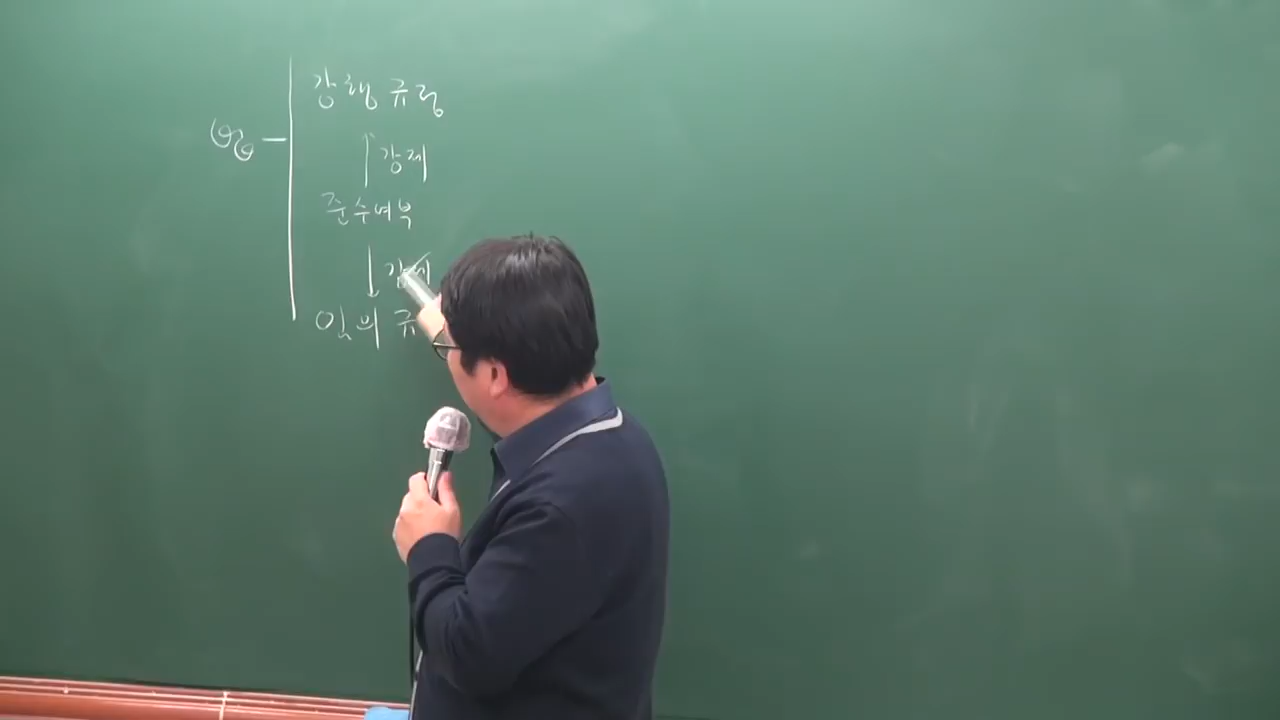 강행 규정
강제
준수여부
강제
임의 규